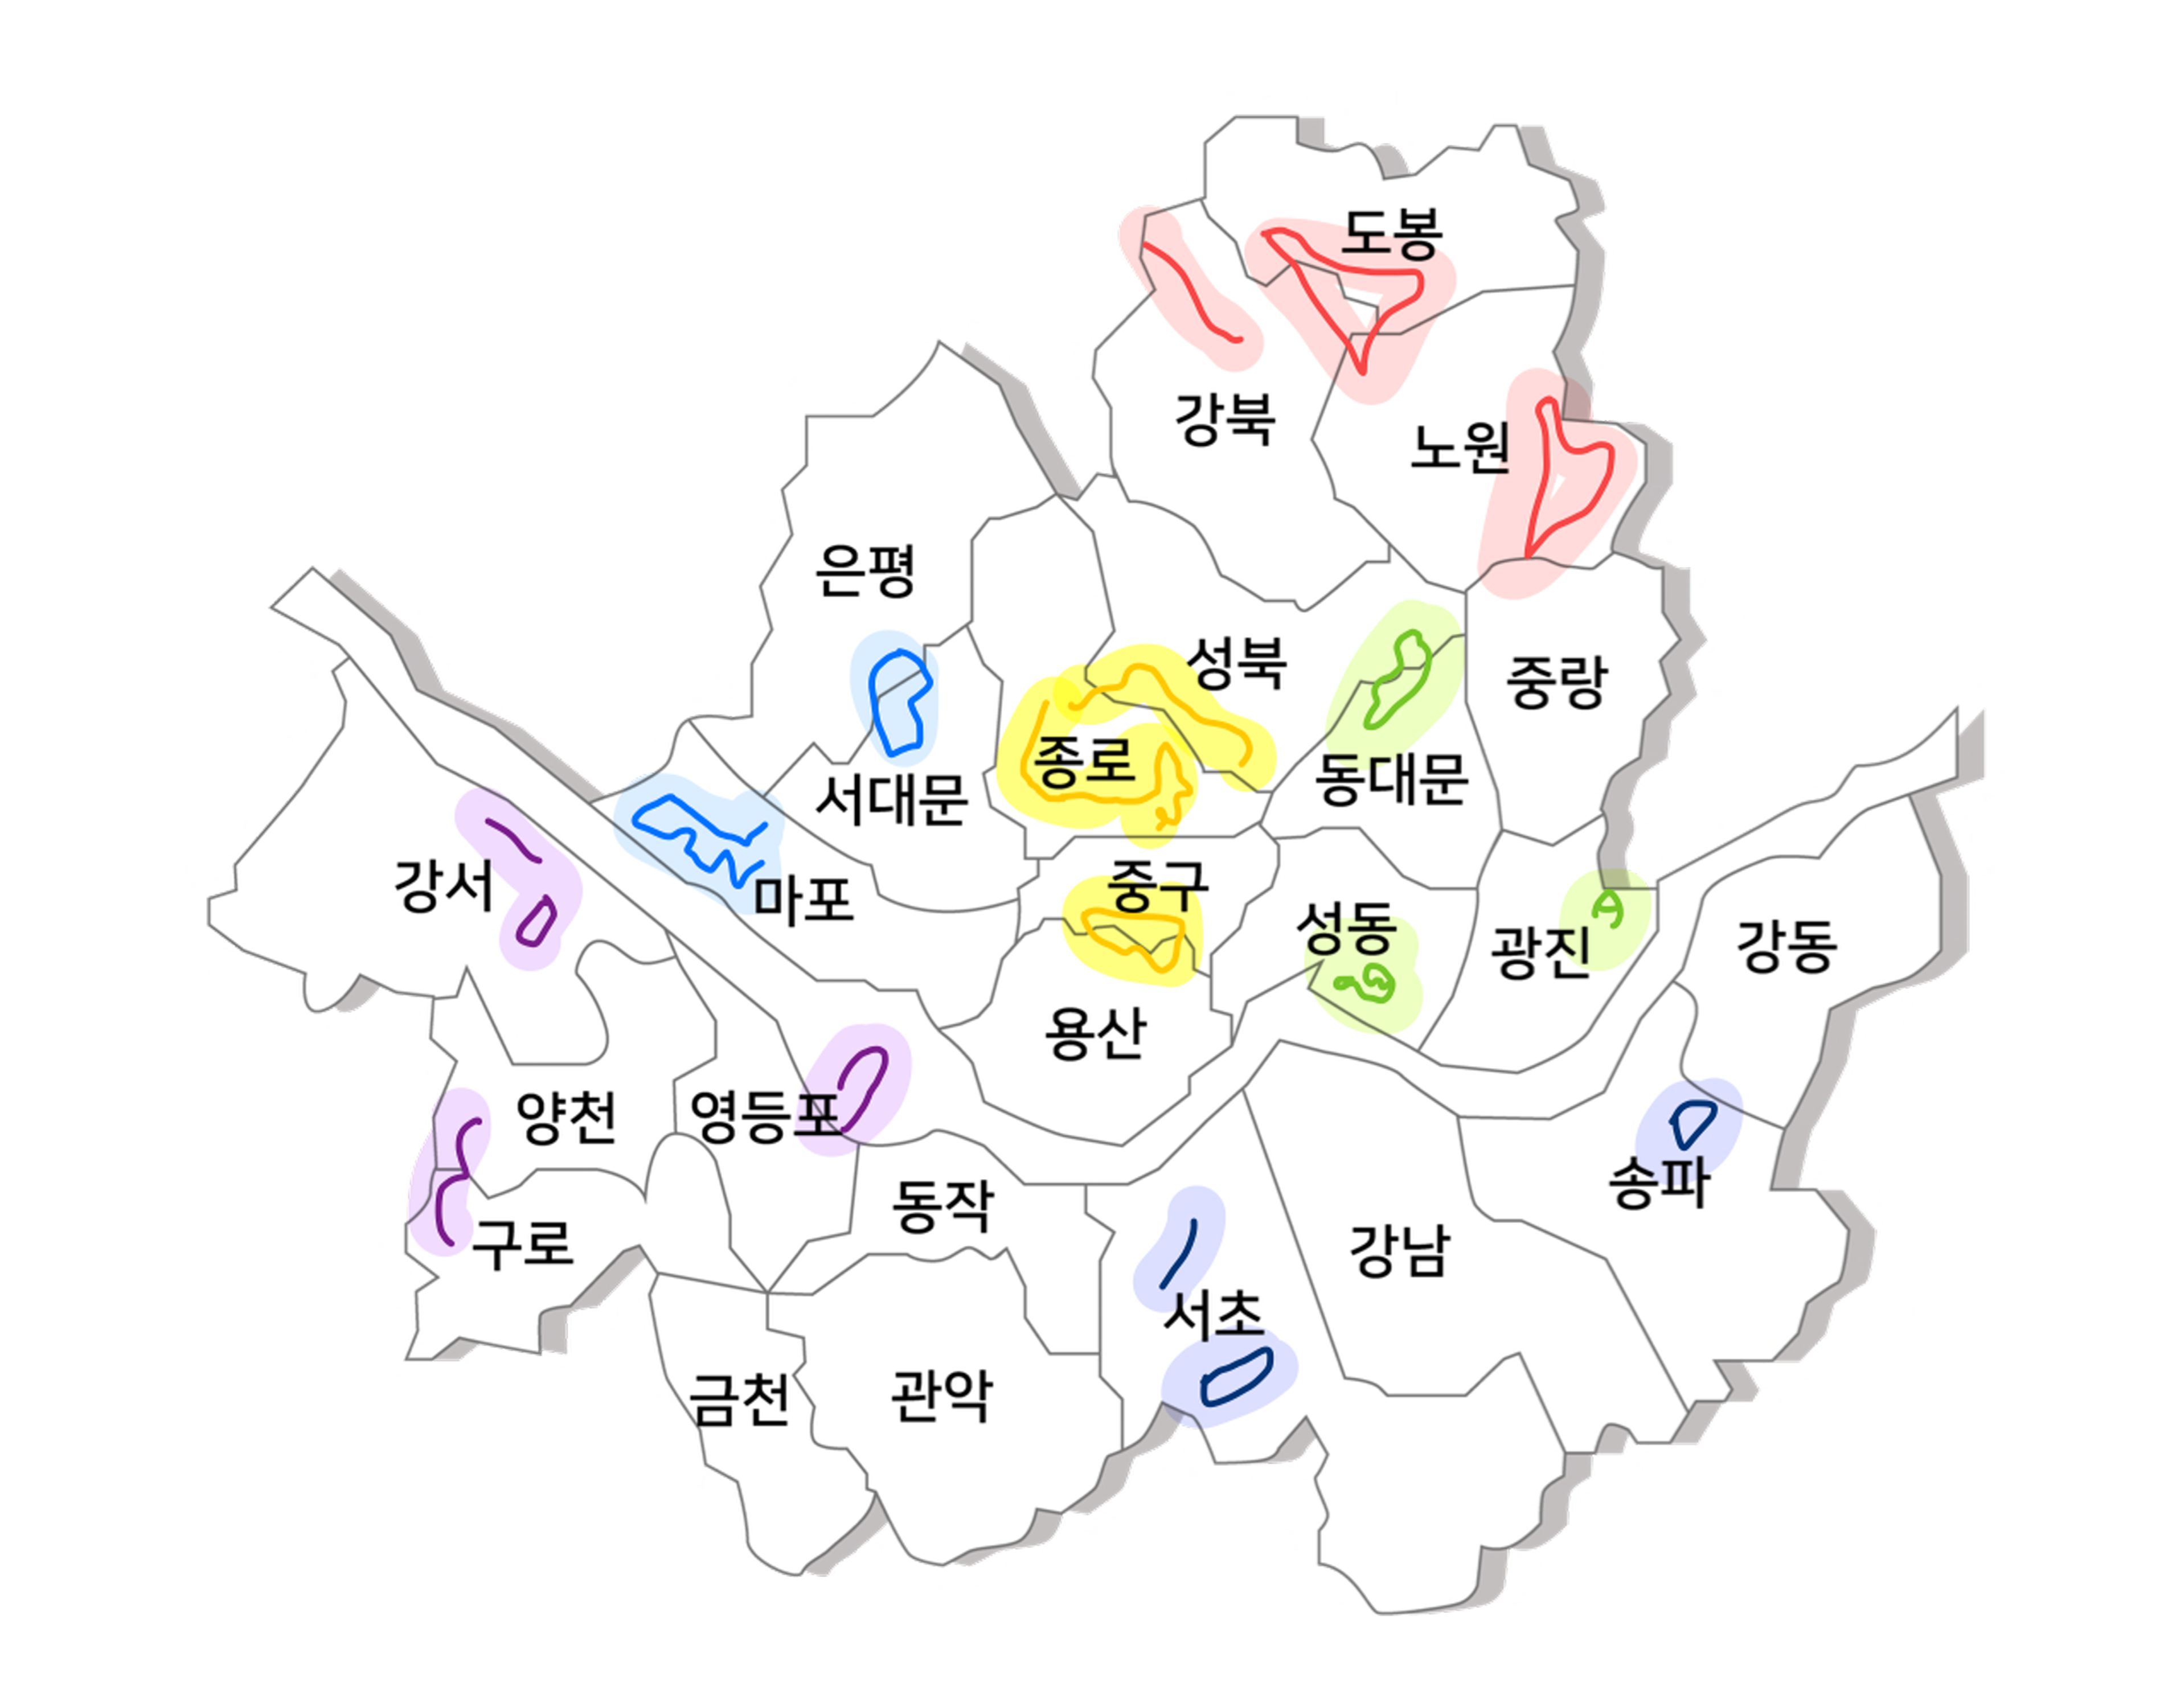 도봉
강북
노원
은평
성북
중랑
종로
서대문
동대문
강서
마포
중구
성동
광진
강동
용산
양천
영등포
송파
동작
구로
강남
서초
금천
관악